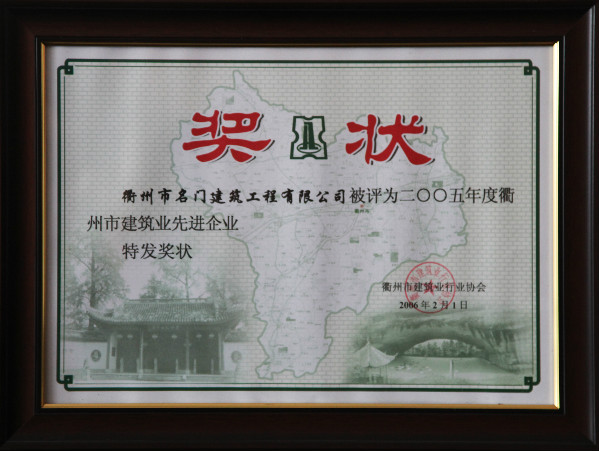 奖状
衢州市名门建筑工程有限公司被评为二〇〇五年度衢
州市建筑业先进企业
特发奖状
衢州市建筑业行业协会
2006年2月1日